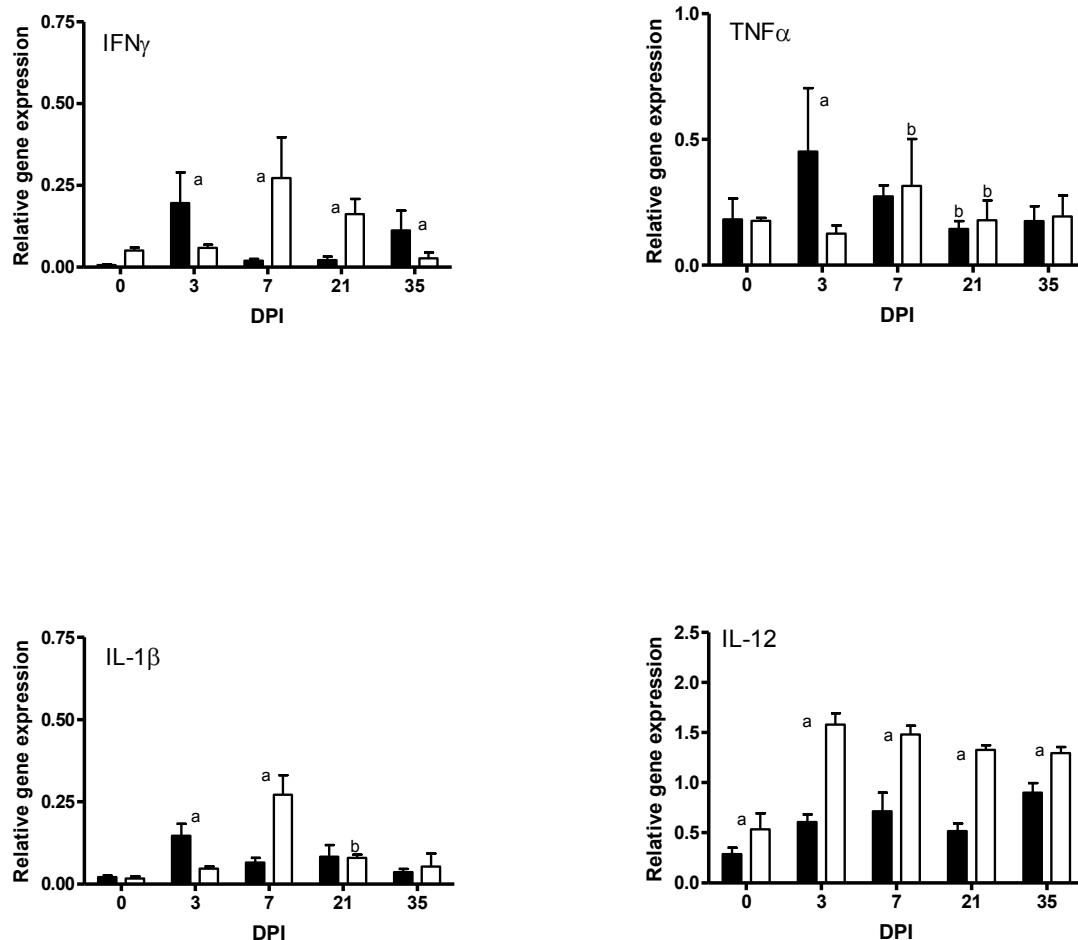 IFNγ
Relative gene expression
0.75
0.50
0.25
0.00
a
a
a
a
0 3 7 21 35
DPI
TNFα
Relative gene expression
1.0
0.5
0.0
a
b
b
b
0 3 7 21 35
DPI
IL-1β
Relative gene expression
0.75
0.50
0.25
0.00
a
a
b
0 3 7 21 35
DPI
IL-12
Relative gene expression
2.5
2.0
1.5
1.0
0.5
0.0
a
a
a
a
a
0 3 7 21 35
DPI